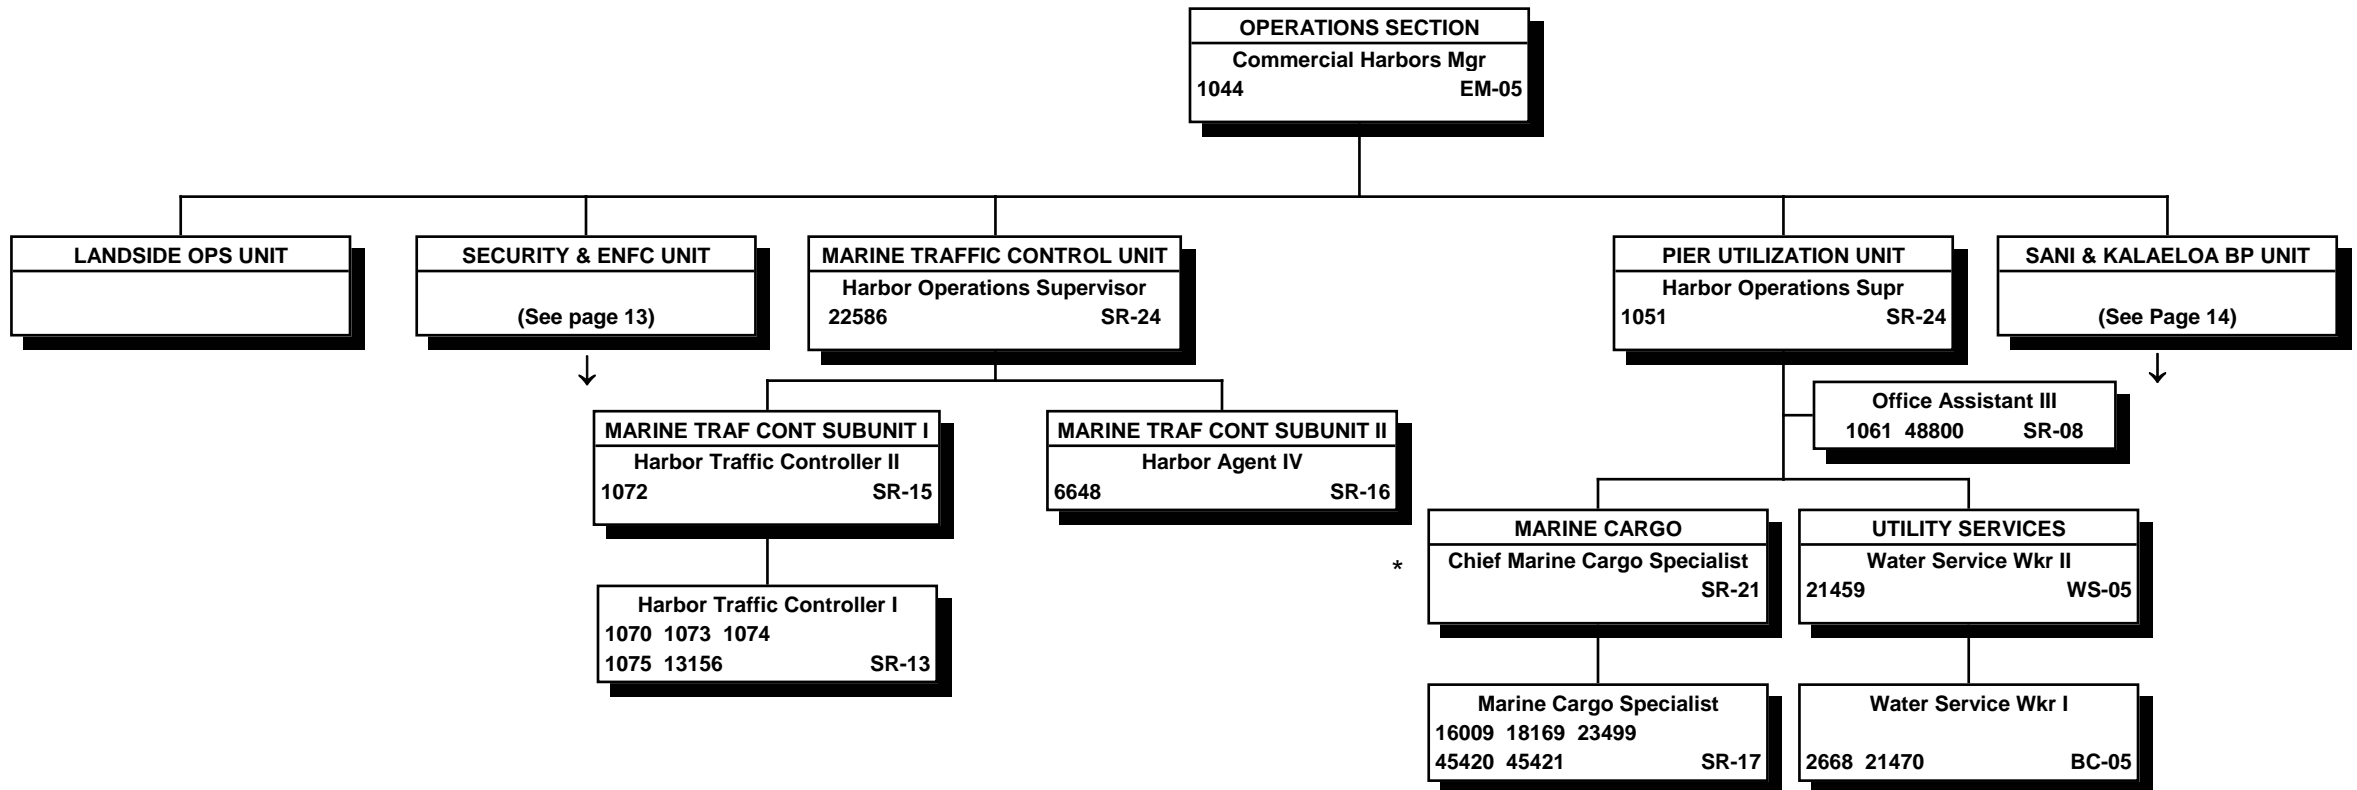 OPERATIONS SECTION
Commercial Harbors Mgr
1044 EM-05
LANDSIDE OPS UNIT
SECURITY & ENFC UNIT
(See page 13)
↓
MARINE TRAFFIC CONTROL UNIT
Harbor Operations Supervisor
22586 SR-24
PIER UTILIZATION UNIT
Harbor Operations Supr
1051 SR-24
SANI & KALAELOA BP UNIT
(See Page 14)
↓
Office Assistant III
1061 48800 SR-08
MARINE TRAF CONT SUBUNIT I
Harbor Traffic Controller II
1072 SR-15
MARINE TRAF CONT SUBUNIT II
Harbor Agent IV
6648 SR-16
Harbor Traffic Controller I
1070 1073 1074
1075 13156 SR-13
*
MARINE CARGO
Chief Marine Cargo Specialist
SR-21
UTILITY SERVICES
Water Service Wkr II
21459 WS-05
Marine Cargo Specialist
16009 18169 23499
45420 45421 SR-17
Water Service Wkr I
2668 21470 BC-05